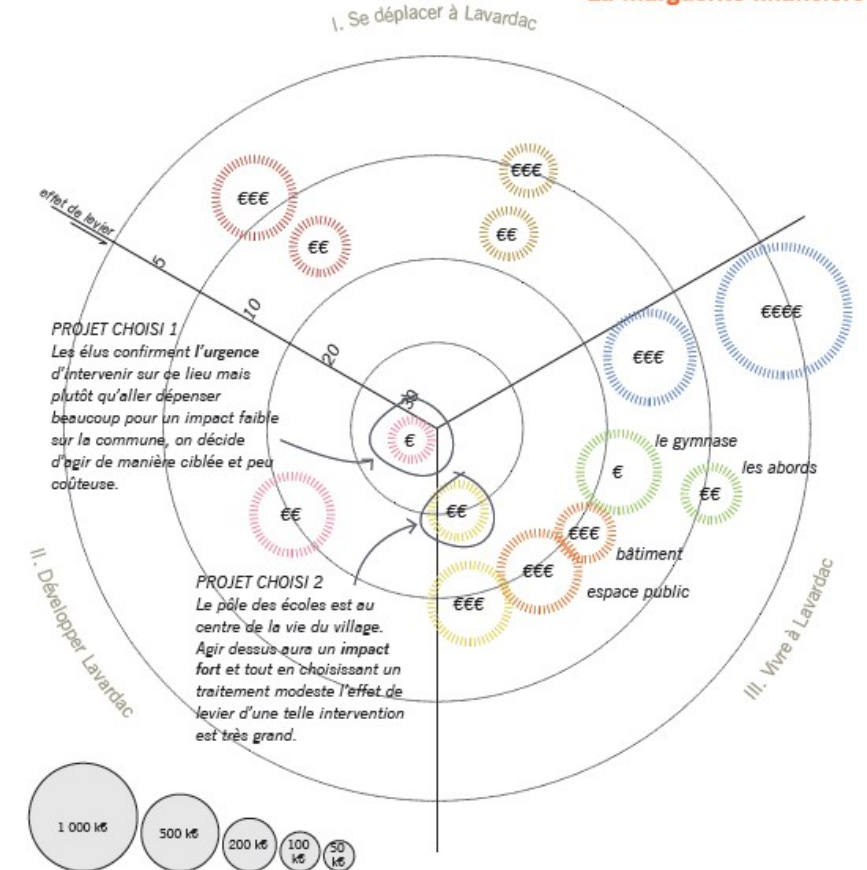 I. Se déplacer à Lavardac
€€€
€€€
€€
€€
effet de levier
5
10
20
30
€€€€
€€€
PROJET CHOISI 1
Les élus confirment l'urgence
d'intervenir sur ce lieu mais
plutôt qu'aller dépenser
beaucoup pour un impact faible
sur la commune, on décide
d'agir de manière ciblée et peu
coûteuse.
€
le gymnase
€
les abords
€€
€€
€€
€€€
bâtiment
€€€
espace public
€€€
PROJET CHOISI 2
Le pôle des écoles est au
centre de la vie du village.
Agir dessus aura un impact
fort et tout en choisissant un
traitement modeste l'effet de
levier d'une telle intervention
est très grand.
II. Développer Lavardac
III. Vivre à Lavardac
1 000 k€
500 k€
200 k€
100
k€
50
k€